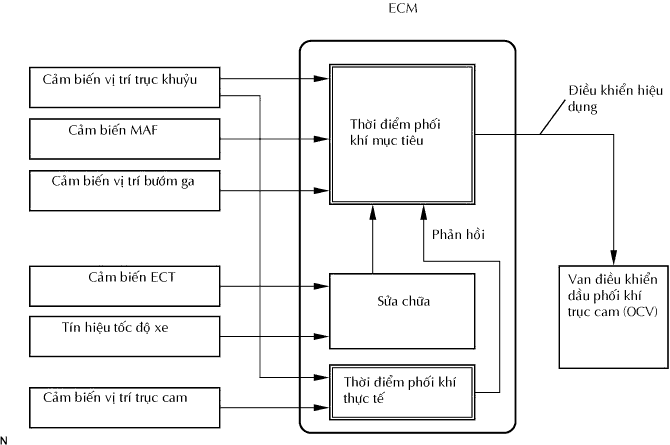 ECM
Cảm biến vị trí trục khuỷu
Cảm biến MAF
Cảm biến vị trí bướm ga
Cảm biến ECT
Tín hiệu tốc độ xe
Cảm biến vị trí trục cam
Thời điểm phối
khí mục tiêu
Phản hồi
Sửa chữa
Thời điểm phối khí
thực tế
Điều khiển hiệu
dụng
Van điều khiển
dầu phối khí
trục cam (OCV)
N